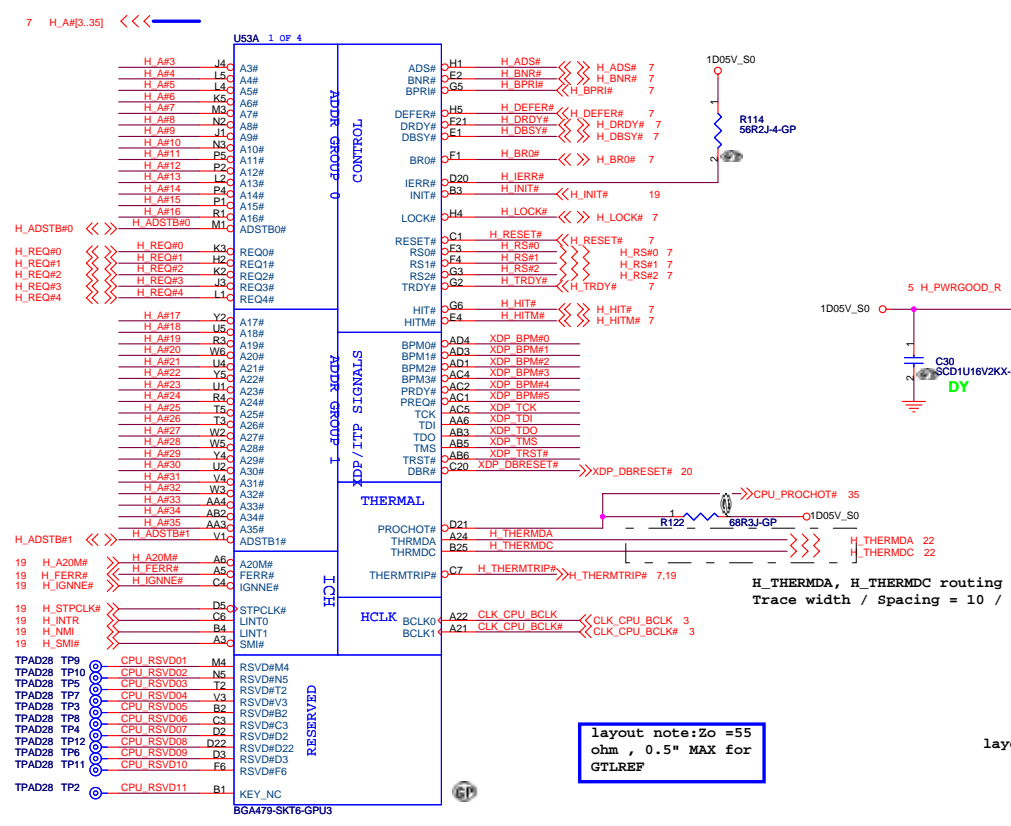 7 H_A#[3..35]
U53A 1 OF 4
H_A#3 J4 A3#
H_A#4 L5 A4#
H_A#5 L4 A5#
H_A#6 K5 A6#
H_A#7 M3 A7#
H_A#8 N2 A8#
H_A#9 J1 A9#
H_A#10 N3 A10#
H_A#11 P5 A11#
H_A#12 P2 A12#
H_A#13 L2 A13#
H_A#14 P4 A14#
H_A#15 P1 A15#
H_A#16 R1 A16#
H_ADSTB#0 H_ADSTB#0 M1 ADSTB0#
H_REQ#0 H_REQ#0 K3 REQ0#
H_REQ#1 H_REQ#1 H2 REQ1#
H_REQ#2 H_REQ#2 K2 REQ2#
H_REQ#3 H_REQ#3 J3 REQ3#
H_REQ#4 H_REQ#4 L1 REQ4#
ADDR GROUP 0
H_A#17 Y2 A17#
H_A#18 U5 A18#
H_A#19 R3 A19#
H_A#20 W6 A20#
H_A#21 U4 A21#
H_A#22 Y5 A22#
H_A#23 U1 A23#
H_A#24 R4 A24#
H_A#25 T5 A25#
H_A#26 T3 A26#
H_A#27 W2 A27#
H_A#28 W5 A28#
H_A#29 Y4 A29#
H_A#30 U2 A30#
H_A#31 V4 A31#
H_A#32 W3 A32#
H_A#33 AA4 A33#
H_A#34 AB2 A34#
H_A#35 AA3 A35#
H_ADSTB#1 H_ADSTB#1 V1 ADSTB1#
ADDR GROUP 1
19 H_A20M# H_A20M# A6 A20M#
19 H_FERR# H_FERR# A5 FERR#
19 H_IGNNE# H_IGNNE# C4 IGNNE#
19 H_STPCLK# D5 STPCLK#
19 H_INTR C6 LINT0
19 H_NMI B4 LINT1
19 H_SMI# A3 SMI#
ICH
TPAD28 TP9 CPU_RSVD01 M4 RSVD#M4
TPAD28 TP10 CPU_RSVD02 N5 RSVD#N5
TPAD28 TP5 CPU_RSVD03 T2 RSVD#T2
TPAD28 TP7 CPU_RSVD04 V3 RSVD#V3
TPAD28 TP3 CPU_RSVD05 B2 RSVD#B2
TPAD28 TP8 CPU_RSVD06 C3 RSVD#C3
TPAD28 TP4 CPU_RSVD07 D2 RSVD#D2
TPAD28 TP12 CPU_RSVD08 D22 RSVD#D22
TPAD28 TP6 CPU_RSVD09 D3 RSVD#D3
TPAD28 TP11 CPU_RSVD10 F6 RSVD#F6
TPAD28 TP2 CPU_RSVD11 B1 KEY_NC
RESERVED
BGA479-SKT6-GPU3
GP
CONTROL
ADS# H1 H_ADS# H_ADS# 7
BNR# E2 H_BNR# H_BNR# 7
BPRI# G5 H_BPRI# H_BPRI# 7
DEFER# H5 H_DEFER# H_DEFER# 7
DRDY# F21 H_DRDY# H_DRDY# 7
DBSY# E1 H_DBSY# H_DBSY# 7
BR0# F1 H_BR0# H_BR0# 7
IERR# D20 H_IERR#
INIT# B3 H_INIT# H_INIT# 19
LOCK# H4 H_LOCK# H_LOCK# 7
RESET# C1 H_RESET# H_RESET# 7
RS0# F3 H_RS#0 H_RS#0 7
RS1# F4 H_RS#1 H_RS#1 7
RS2# G3 H_RS#2 H_RS#2 7
TRDY# G2 H_TRDY# H_TRDY# 7
HIT# G6 H_HIT# H_HIT# 7
HITM# E4 H_HITM# H_HITM# 7
XDP/ITP SIGNALS
BPM0# AD4 XDP_BPM#0
BPM1# AD3 XDP_BPM#1
BPM2# AD1 XDP_BPM#2
BPM3# AC4 XDP_BPM#3
PRDY# AC2 XDP_BPM#4
PREQ# AC1 XDP_BPM#5
TCK AC5 XDP_TCK
TDI AA6 XDP_TDI
TDO AB3 XDP_TDO
TMS AB5 XDP_TMS
TRST# AB6 XDP_TRST#
DBR# C20 XDP_DBRESET# XDP_DBRESET# 20
THERMAL
PROCHOT# D21
THRMDA A24 H_THERMDA H_THERMDA 22
THRMDC B25 H_THERMDC H_THERMDC 22
THERMTRIP# C7 H_THERMTRIP# H_THERMTRIP# 7,19
HCLK
BCLK0 A22 CLK_CPU_BCLK CLK_CPU_BCLK 3
BCLK1 A21 CLK_CPU_BCLK# CLK_CPU_BCLK# 3
1D05V_S0
1
R114
56R2J-4-GP
2
CPU_PROCHOT# 35
1
R122 68R3J-GP
1D05V_S0
5 H_PWRGOOD_R
1D05V_S0
1
C30
SCD1U16V2KX-
2
DY
H_THERMDA, H_THERMDC routing
Trace width / Spacing = 10 /
layout note:Zo =55
ohm , 0.5" MAX for
GTLREF
layo